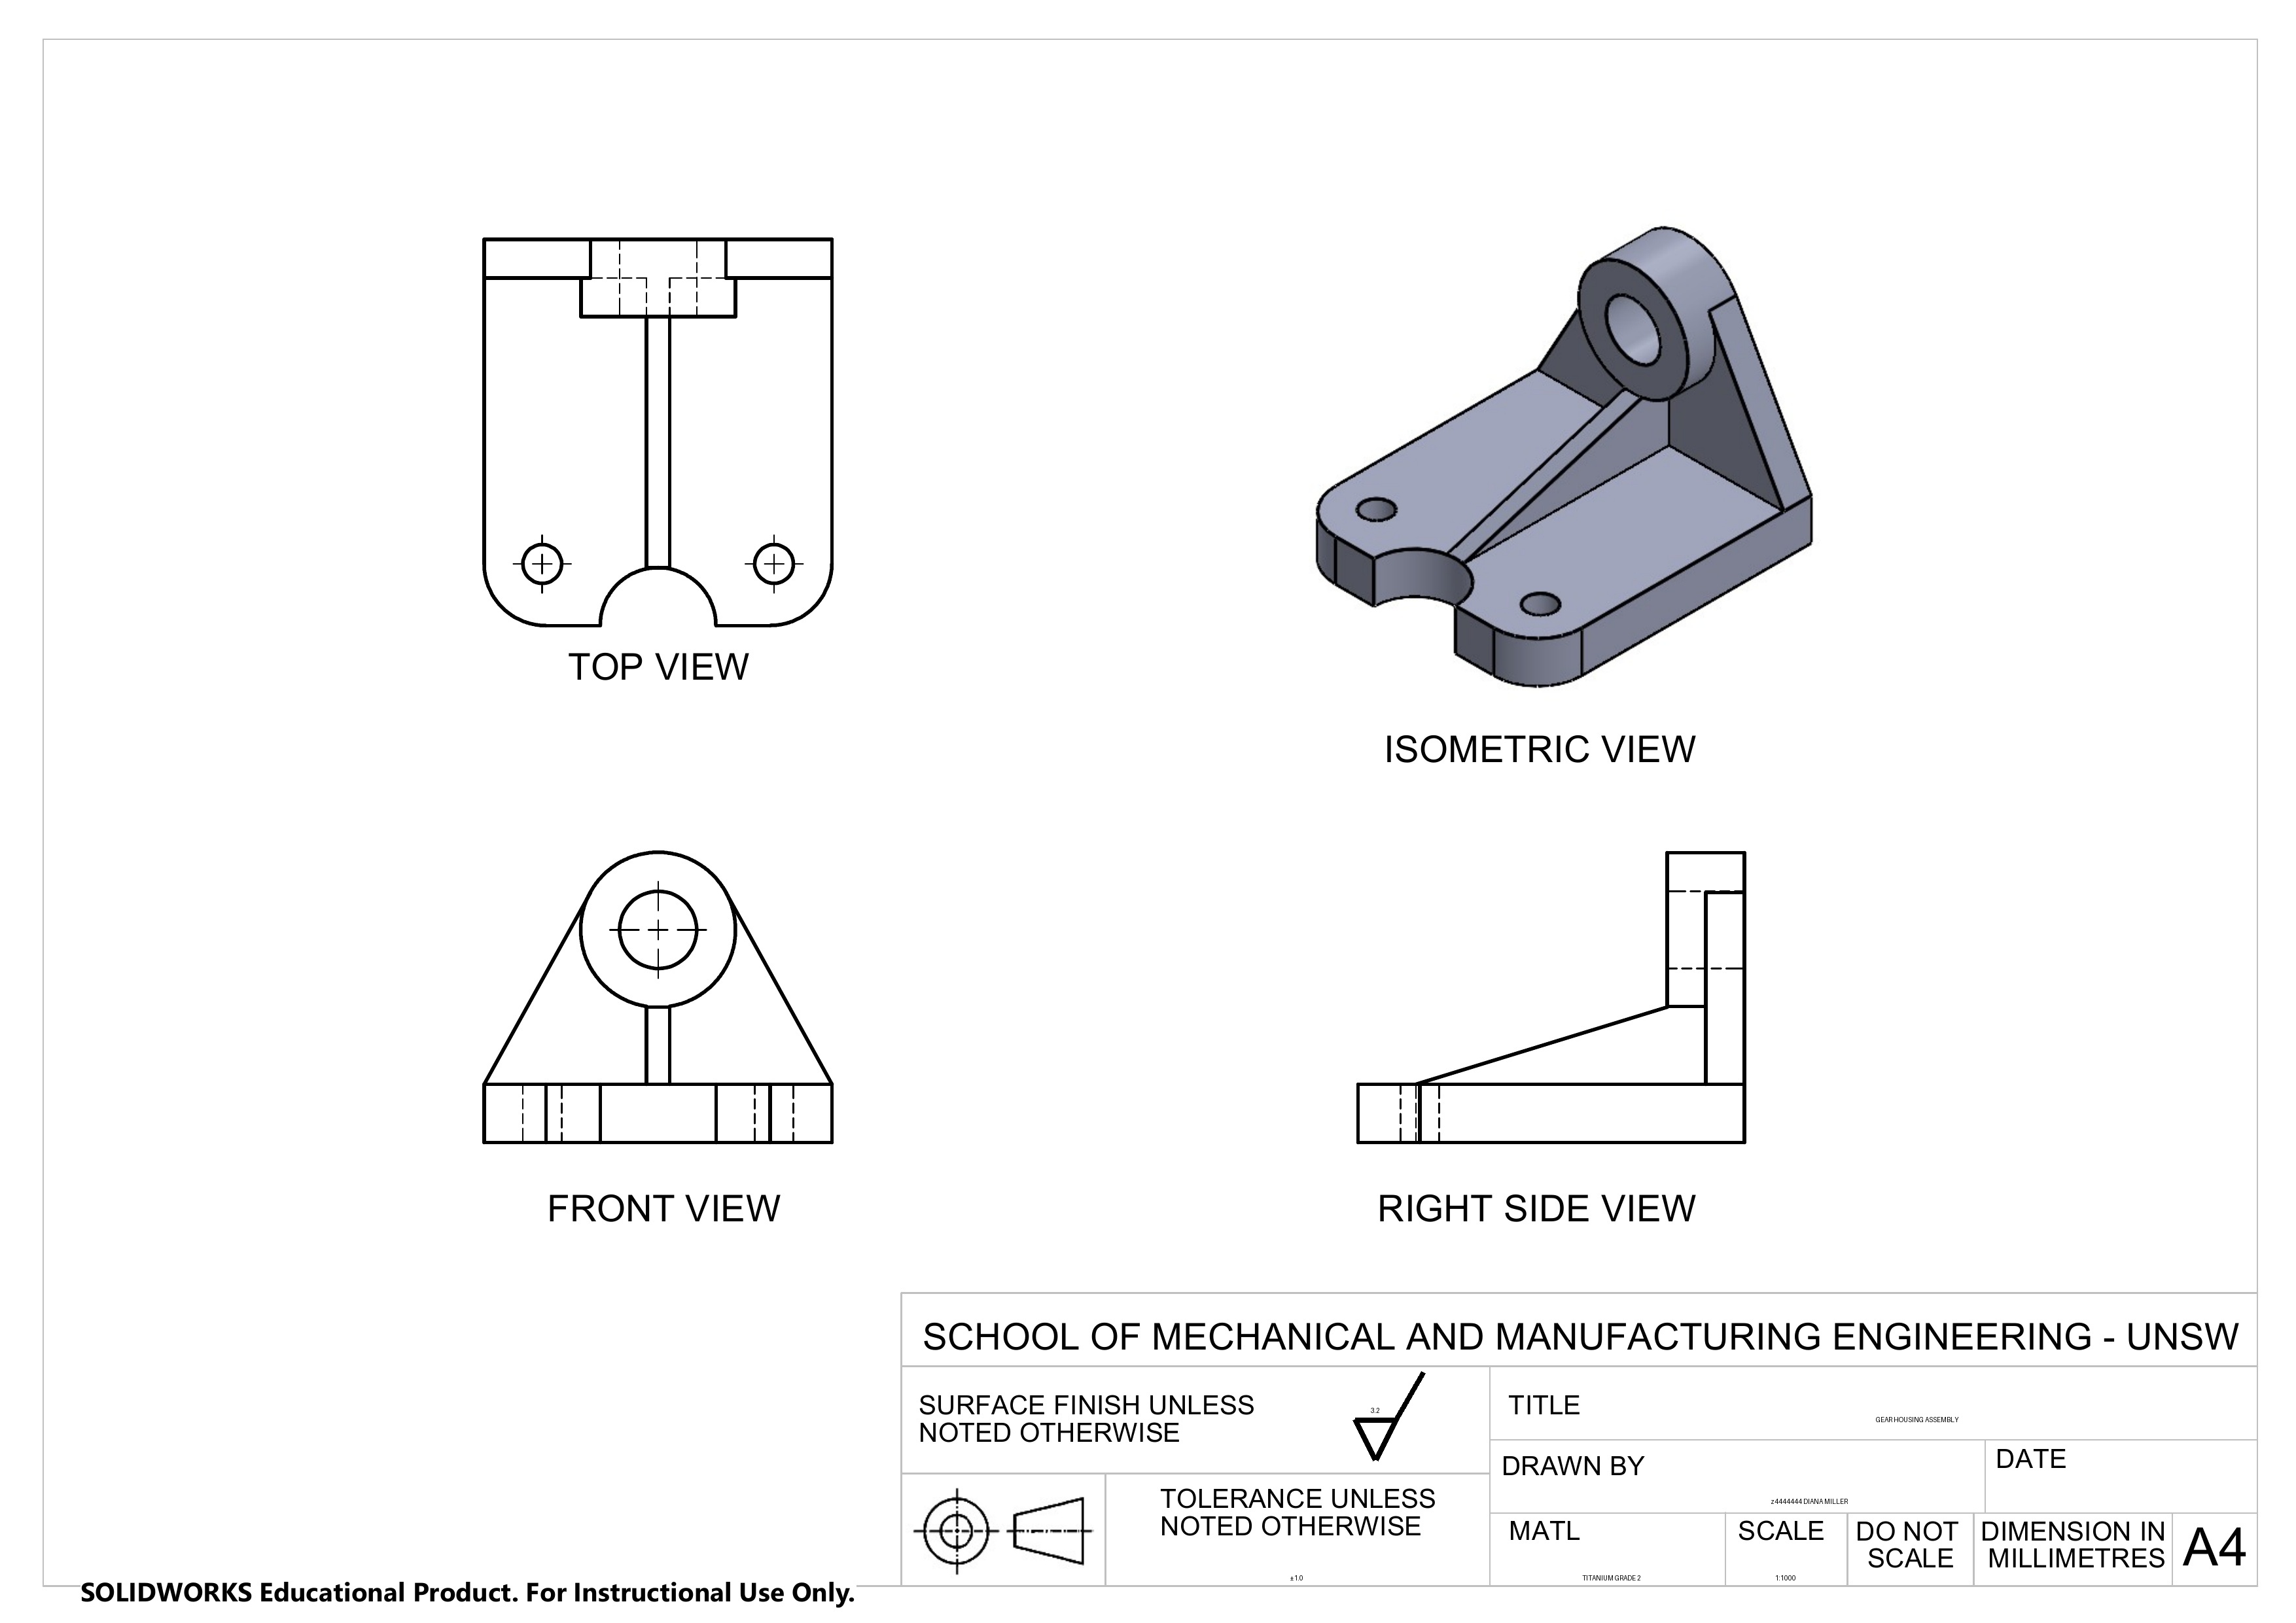 TOP VIEW
ISOMETRIC VIEW
FRONT VIEW
RIGHT SIDE VIEW
SCHOOL OF MECHANICAL AND MANUFACTURING ENGINEERING - UNSW
SURFACE FINISH UNLESS
NOTED OTHERWISE
3.2
TITLE
GEAR HOUSING ASSEMBLY
DRAWN BY
z4444444 DIANA MILLER
DATE
TOLERANCE UNLESS
NOTED OTHERWISE
±1.0
MATL
TITANIUM GRADE 2
SCALE
1:1000
DO NOT
SCALE
DIMENSION IN
MILLIMETRES
A4
SOLIDWORKS Educational Product. For Instructional Use Only.